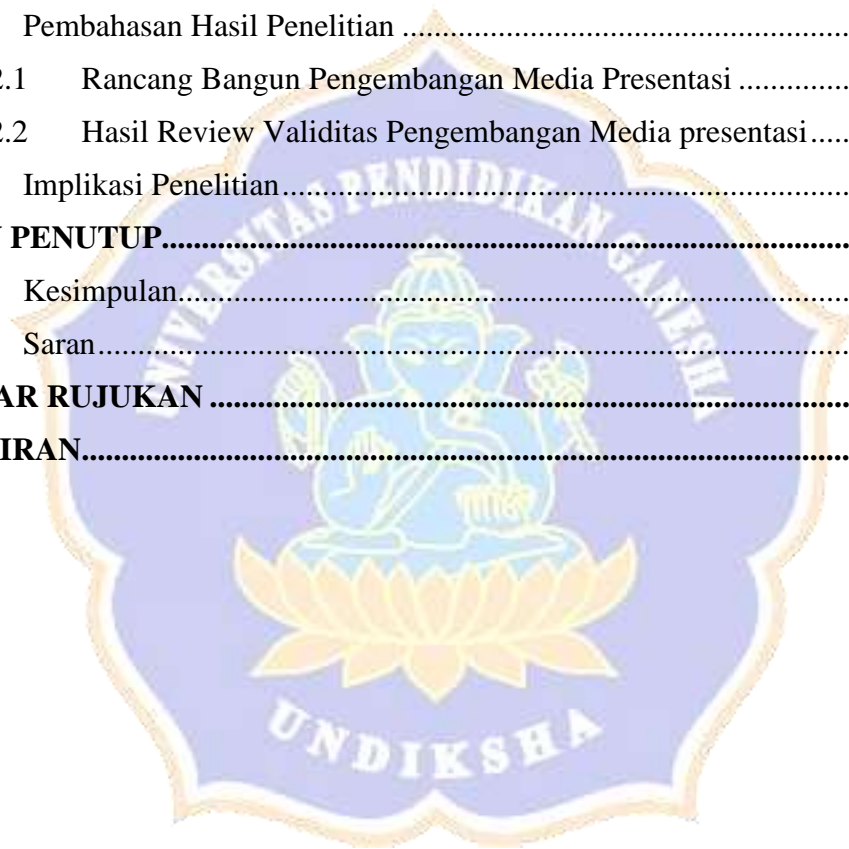 Pembahasan Hasil Penelitian ........................................................
2.1 Rancang Bangun Pengembangan Media Presentasi ..............
2.2 Hasil Review Validitas Pengembangan Media presentasi.....
Implikasi Penelitian........................................................................
PENUTUP.......................................................................................
Kesimpulan.....................................................................................
Saran...............................................................................................
AR RUJUKAN ................................................................................
IRAN................................................................................................
UNIVERSITAS PENDIDIKAN GANESHA
UNDIKSHA